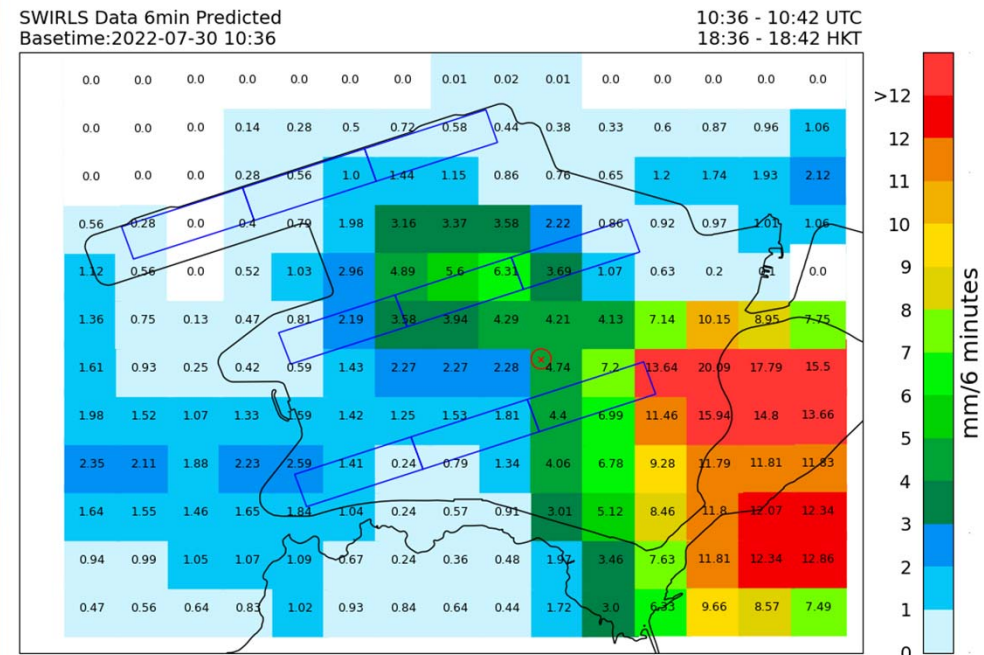 SWIRLS Data 6min Predicted 10:36 - 10:42 UTC
Basetime:2022-07-30 10:36 18:36 - 18:42 HKT
0.0 0.0 0.0 0.0 0.0 0.0 0.0 0.01 0.02 0.01 0.0 0.0 0.0 0.0 0.0
>12
0.0 0.0 0.0 0.14 0.28 0.5 0.72 0.58 0.44 0.38 0.33 0.6 0.87 0.96 1.06
12
0.0 0.0 0.0 0.28 0.56 1.0 1.44 1.15 0.86 0.76 0.65 1.2 1.74 1.93 2.12
11
0.56 0.28 0.0 0.4 0.79 1.98 3.16 3.37 3.58 2.22 0.86 0.92 0.97 1.01 1.06
10
1.12 0.56 0.0 0.52 1.03 2.96 4.89 5.6 6.31 3.69 1.07 0.63 0.2 0.0
9
1.36 0.75 0.13 0.47 0.81 2.19 3.58 3.94 4.29 4.21 4.13 7.14 10.15 8.95 7.75
8
1.61 0.93 0.25 0.42 0.59 1.43 2.27 2.27 2.28 4.74 7.2 13.64 20.09 17.79 15.5
7
1.98 1.52 1.07 1.33 1.42 1.25 1.53 1.81 4.4 6.99 11.46 15.94 14.8 13.66
6
2.35 2.11 1.88 2.23 2.59 1.41 0.24 0.79 1.34 4.06 6.78 9.28 11.79 11.81 11.83
5
4
1.64 1.55 1.46 1.65 1.84 1.04 0.24 0.57 0.91 3.01 5.12 8.46 11.8 12.07 12.34
3
0.94 0.99 1.05 1.07 1.09 0.67 0.24 0.36 0.48 1.97 3.46 7.63 11.81 12.34 12.86
2
0.47 0.56 0.64 0.83 1.02 0.93 0.84 0.64 0.44 1.72 3.0 6.33 9.66 8.57 7.49
1
0
mm/6 minutes